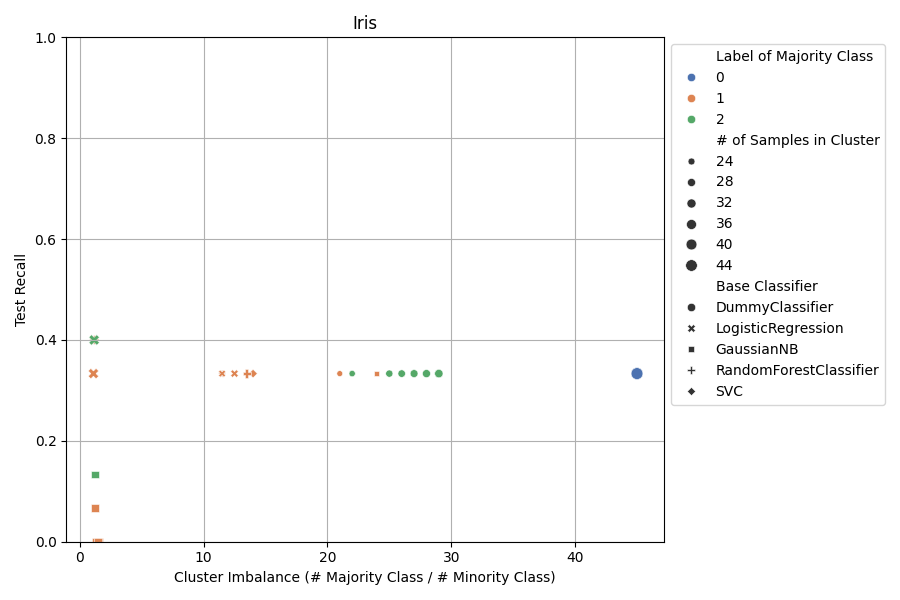 Iris
1.0
0.8
0.6
0.4
0.2
0.0
Test Recall
0
10
20
30
40
Cluster Imbalance (# Majority Class / # Minority Class)
Label of Majority Class
0
1
2
# of Samples in Cluster
24
28
32
36
40
44
Base Classifier
DummyClassifier
LogisticRegression
GaussianNB
RandomForestClassifier
SVC